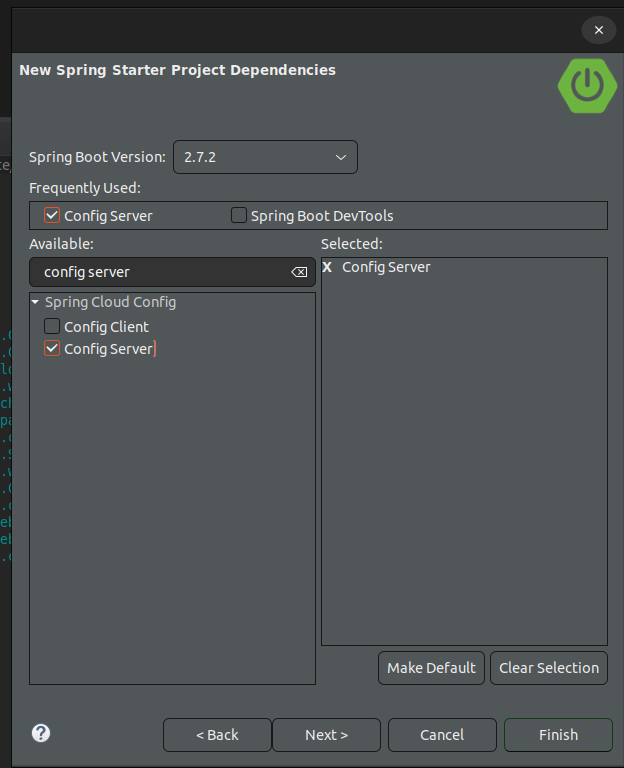 New Spring Starter Project Dependencies
Spring Boot Version: 2.7.2
Frequently Used:
Config Server Spring Boot DevTools
Available: Selected:
config server
X Config Server
Spring Cloud Config
Config Client
Config Server
Make Default Clear Selection
? < Back Next > Cancel Finish